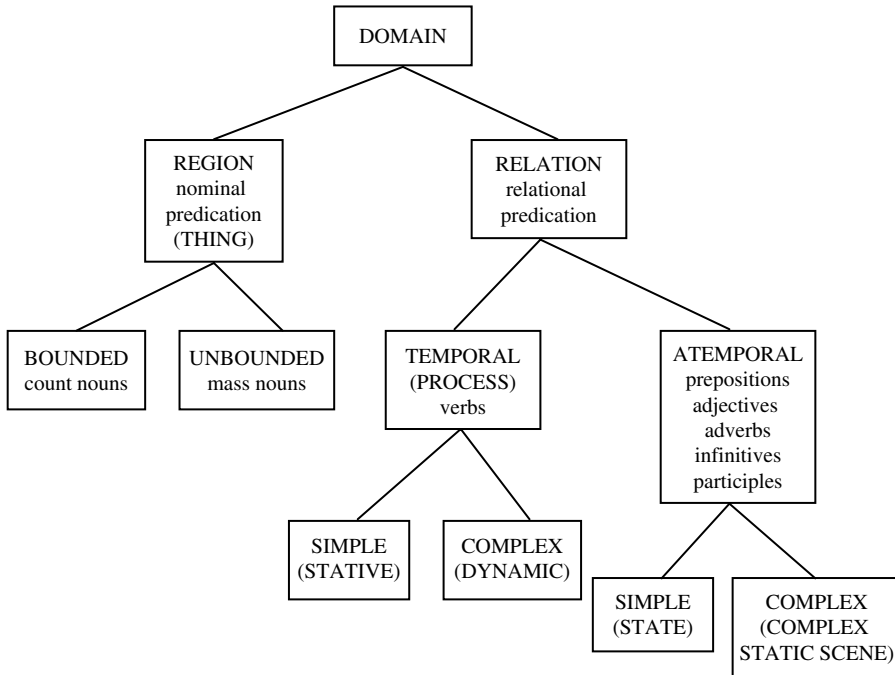 DOMAIN
REGION
nominal
predication
(THING)
RELATION
relational
predication
BOUNDED
count nouns
UNBOUNDED
mass nouns
TEMPORAL
(PROCESS)
verbs
ATEMPORAL
prepositions
adjectives
adverbs
infinitives
participles
SIMPLE
(STATIVE)
COMPLEX
(DYNAMIC)
SIMPLE
(STATE)
COMPLEX
(COMPLEX
STATIC SCENE)